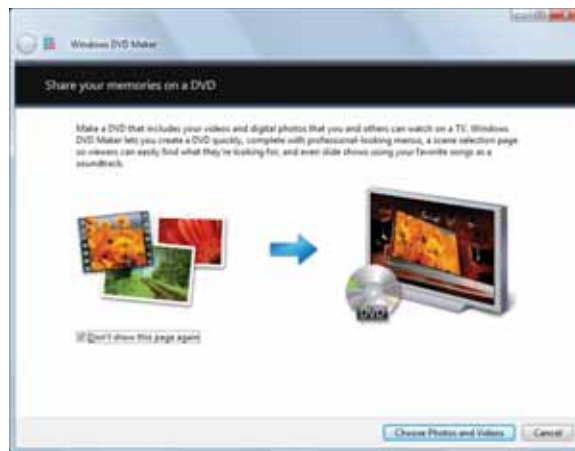 Windows DVD Maker
Share your memories on a DVD
Make a DVD that includes your videos and digital photos that you and others can watch on a TV. Windows
DVD Maker lets you create a DVD quickly, complete with professional-looking menus, a scene selection page
so viewers can easily find what they're looking for, and even slide shows using your favorite songs as a
soundtrack.
DVD
Don't show this page again
Choose Photos and Videos
Cancel